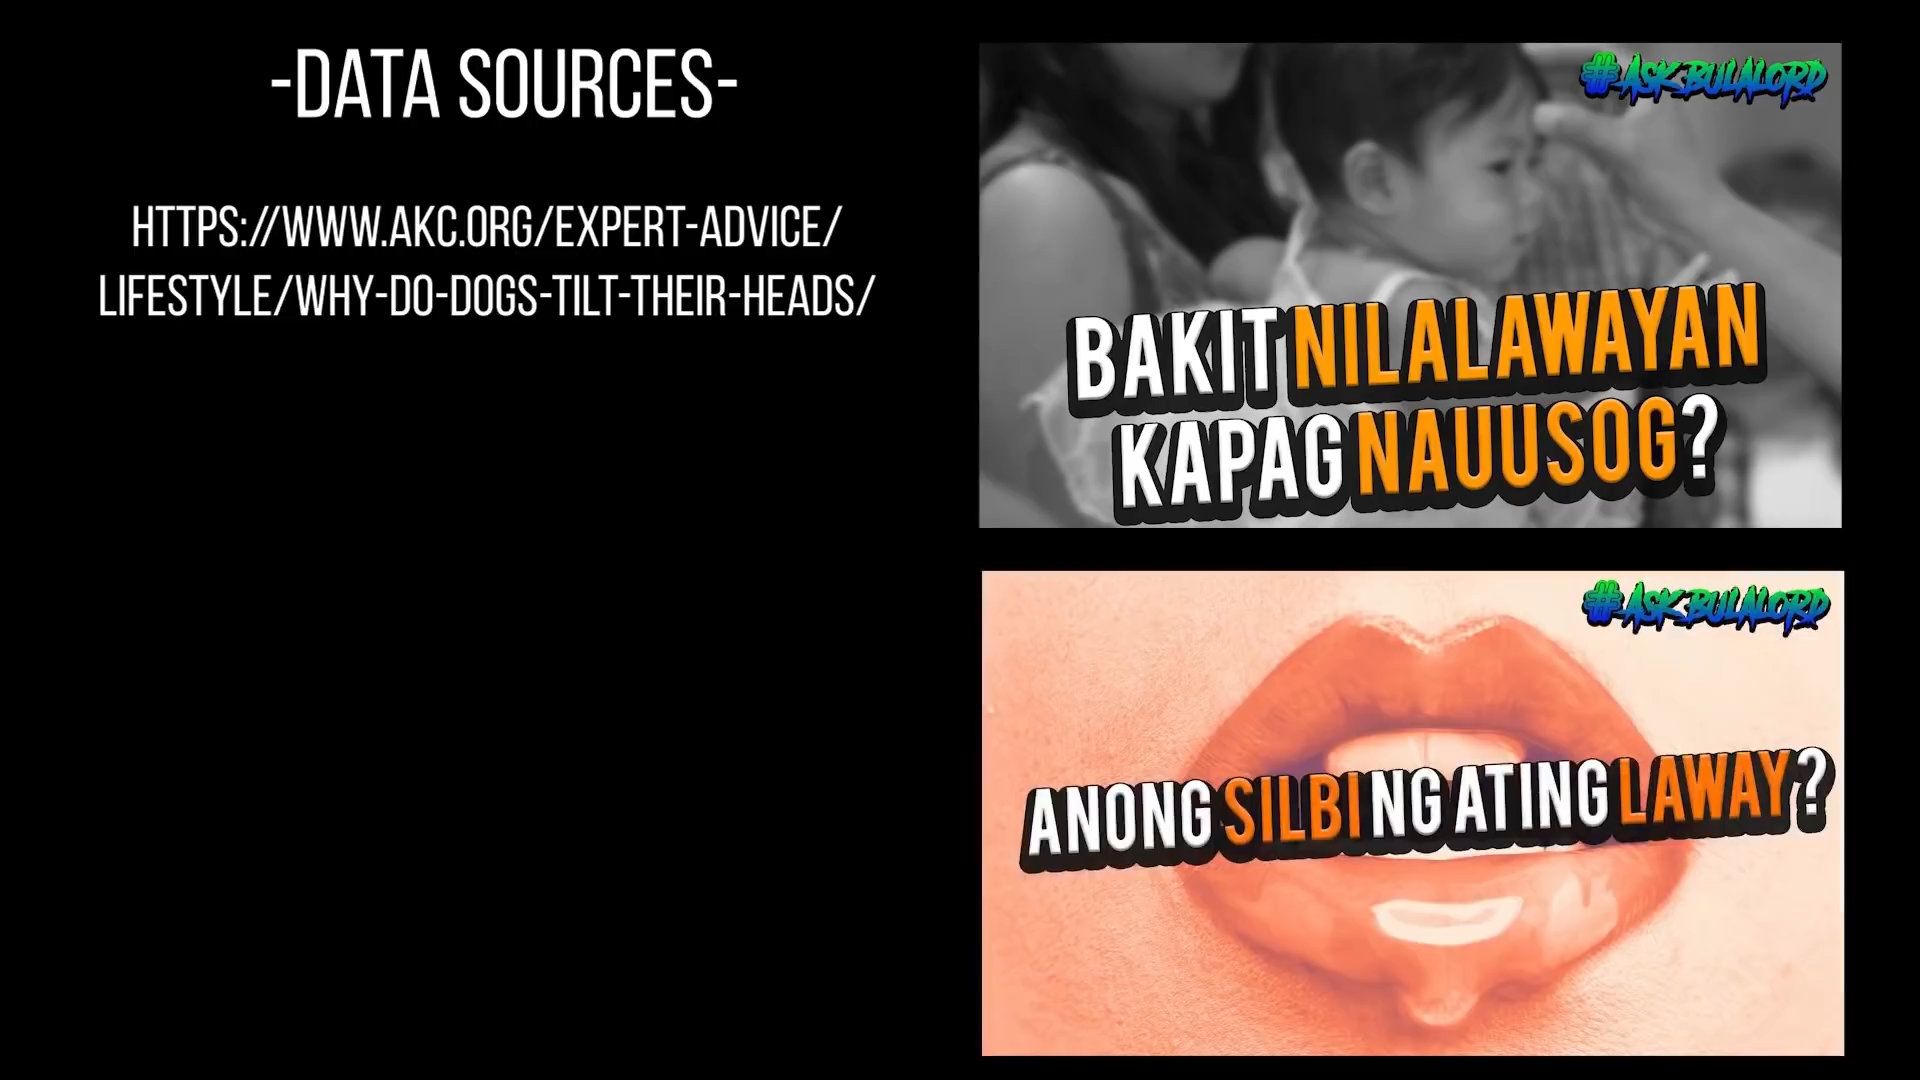 -DATA SOURCES-
HTTPS://WWW.AKC.ORG/EXPERT-ADVICE/
LIFESTYLE/WHY-DO-DOGS-TILT-THEIR-HEADS/
#ASKBULALORD
BAKIT NILALAWAYAN
KAPAG NAUUSOG?
#ASKBULALORD
ANONG SILBI NG ATING LAWAY?